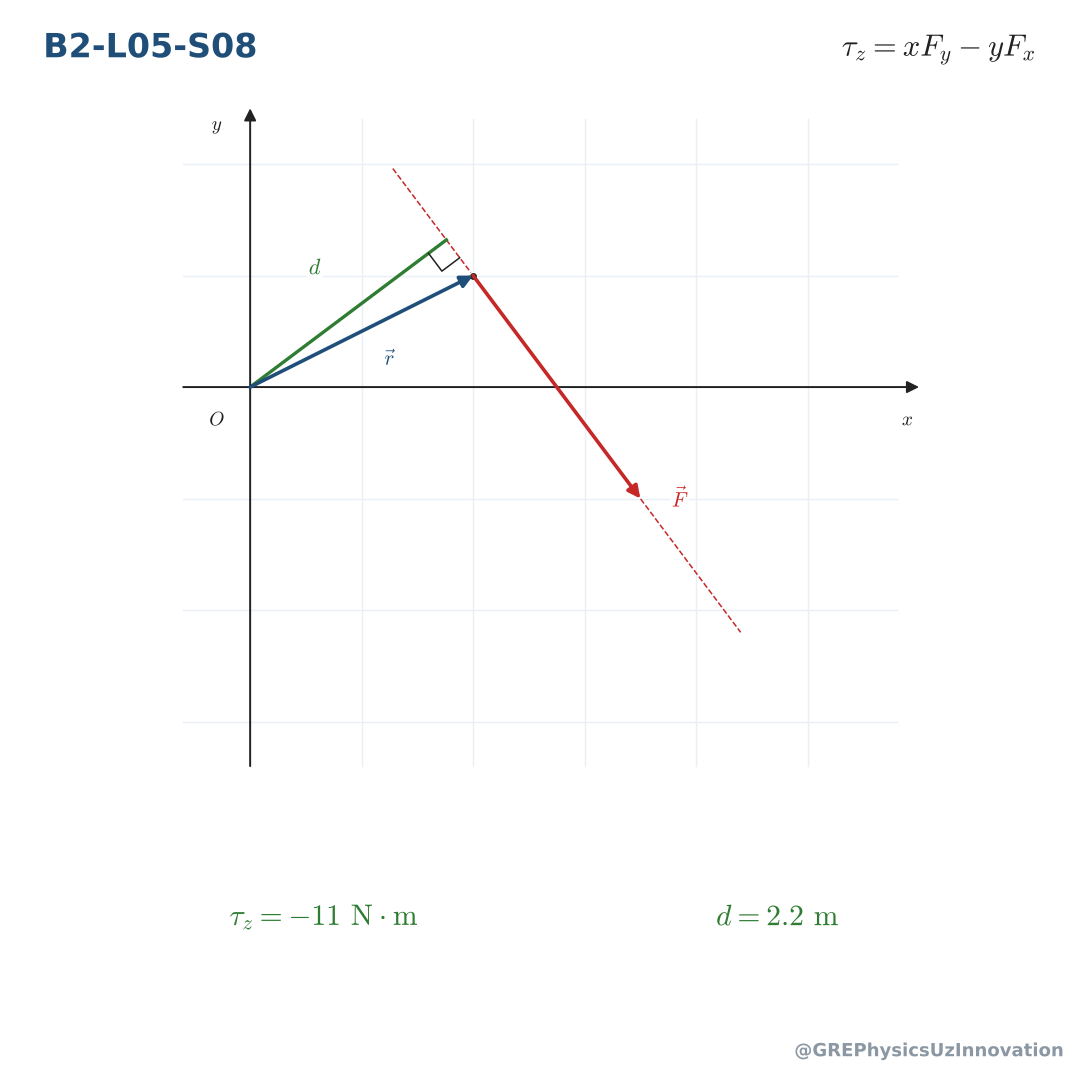 B2-L05-S08
τ_z = xF_y − yF_x
y
d
r⃗
O
x
F⃗
τ_z = −11 N · m
d = 2.2 m
@GREPhysicsUzInnovation